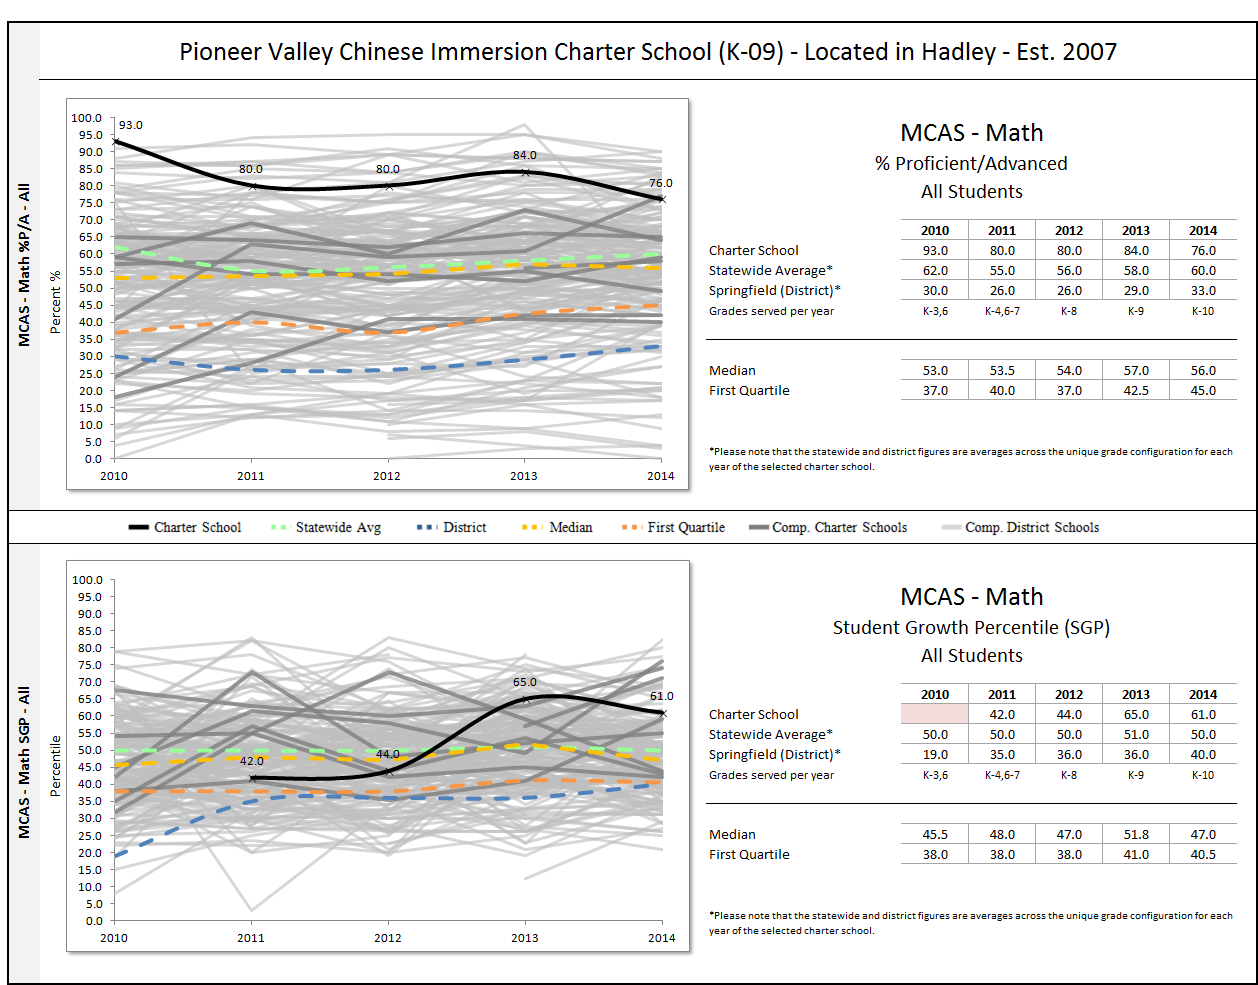 Pioneer Valley Chinese Immersion Charter School (K-09) - Located in Hadley - Est. 2007
MCAS - Math %P/A - All
Percent %
100.0
95.0
90.0
85.0
80.0
75.0
70.0
65.0
60.0
55.0
50.0
45.0
40.0
35.0
30.0
25.0
20.0
15.0
10.0
5.0
0.0
93.0
80.0
80.0
84.0
76.0
2010 2011 2012 2013 2014
MCAS - Math
% Proficient/Advanced
All Students
2010 2011 2012 2013 2014
Charter School 93.0 80.0 80.0 84.0 76.0
Statewide Average* 62.0 55.0 56.0 58.0 60.0
Springfield (District)* 30.0 26.0 26.0 29.0 33.0
Grades served per year K-3,6 K-4,6-7 K-8 K-9 K-10
Median 53.0 53.5 54.0 57.0 56.0
First Quartile 37.0 40.0 37.0 42.5 45.0
*Please note that the statewide and district figures are averages across the unique grade configuration for each
year of the selected charter school.
Charter School Statewide Avg District Median First Quartile Comp. Charter Schools Comp. District Schools
MCAS - Math SGP - All
Percentile
100.0
95.0
90.0
85.0
80.0
75.0
70.0
65.0
60.0
55.0
50.0
45.0
40.0
35.0
30.0
25.0
20.0
15.0
10.0
5.0
0.0
42.0
44.0
65.0
61.0
2010 2011 2012 2013 2014
MCAS - Math
Student Growth Percentile (SGP)
All Students
2010 2011 2012 2013 2014
Charter School 42.0 44.0 65.0 61.0
Statewide Average* 50.0 50.0 50.0 51.0 50.0
Springfield (District)* 19.0 35.0 36.0 36.0 40.0
Grades served per year K-3,6 K-4,6-7 K-8 K-9 K-10
Median 45.5 48.0 47.0 51.8 47.0
First Quartile 38.0 38.0 38.0 41.0 40.5
*Please note that the statewide and district figures are averages across the unique grade configuration for each
year of the selected charter school.